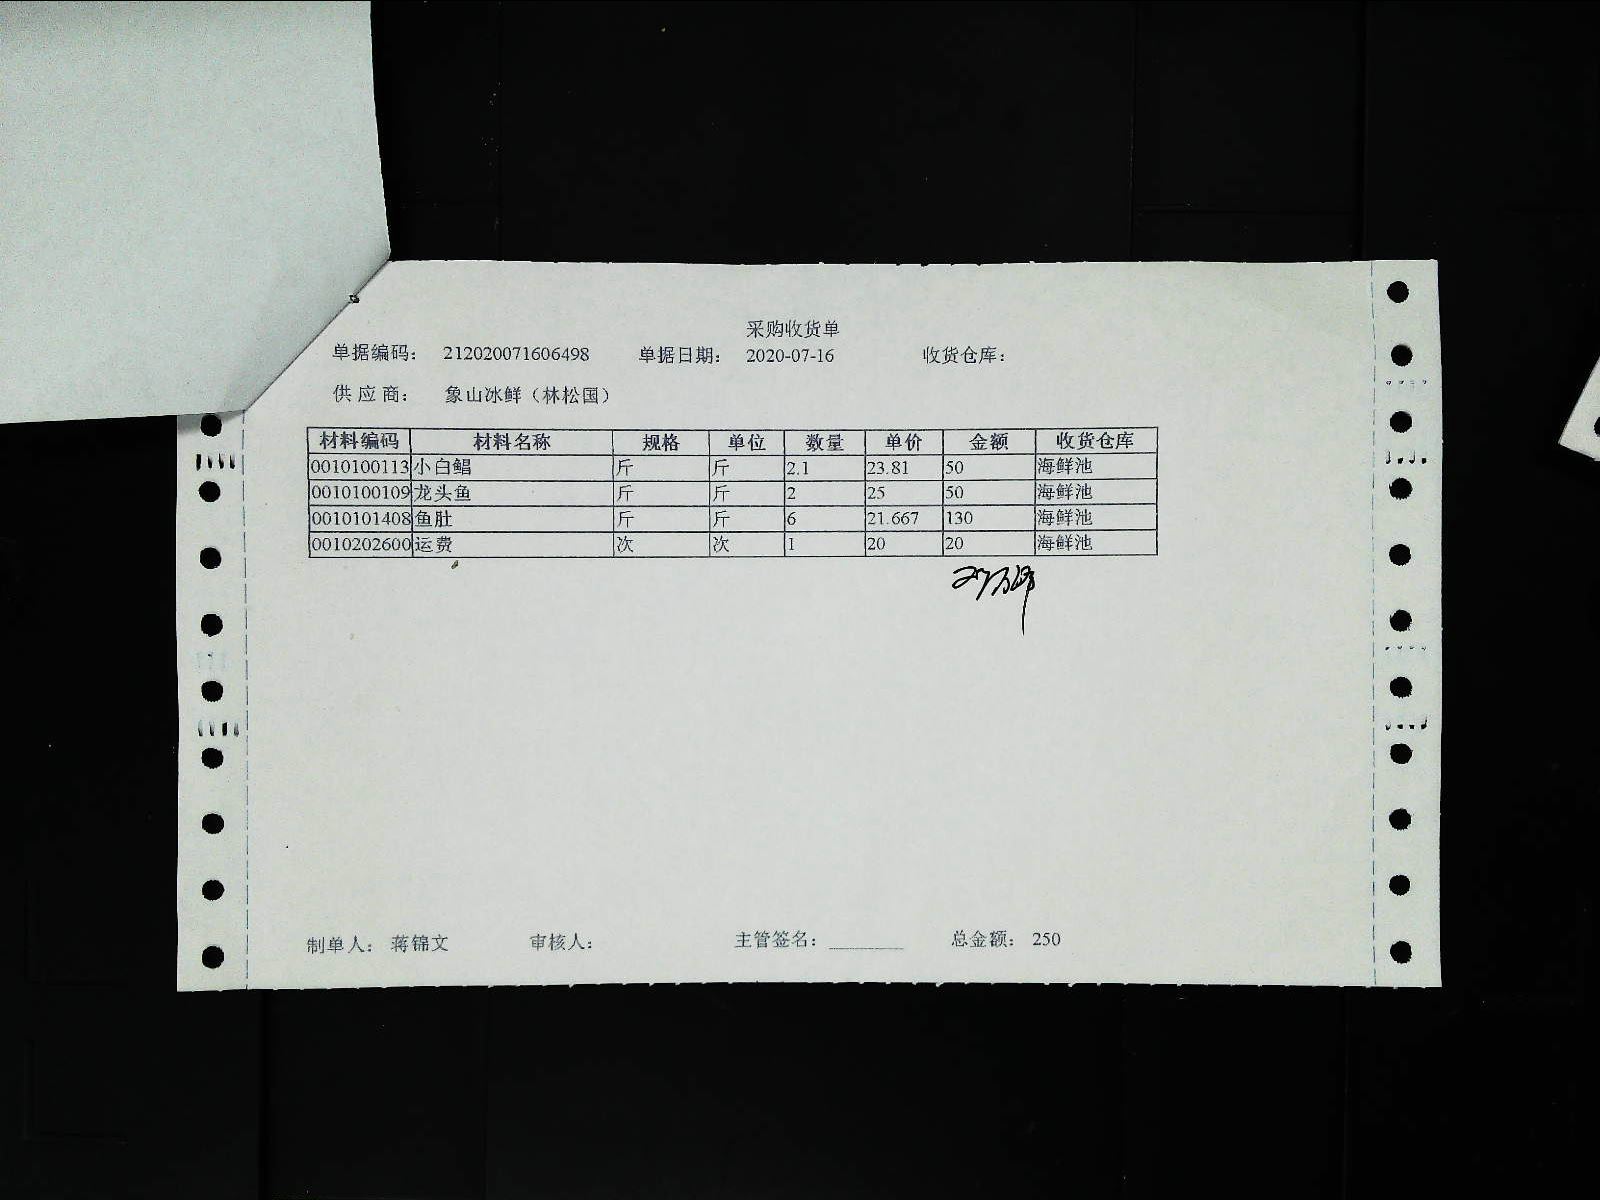 采购收货单
单据编码： 212020071606498 单据日期： 2020-07-16 收货仓库：
供应商： 象山冰鲜（林松国）
材料编码 材料名称 规格 单位 数量 单价 金额 收货仓库
0010100113 小白鲳 斤 斤 2.1 23.81 50 海鲜池
0010100109 龙头鱼 斤 斤 2 25 50 海鲜池
0010101408 鱼肚 斤 斤 6 21.667 130 海鲜池
0010202600 运费 次 次 1 20 20 海鲜池
制单人： 蒋锦文 审核人： 主管签名： 总金额： 250